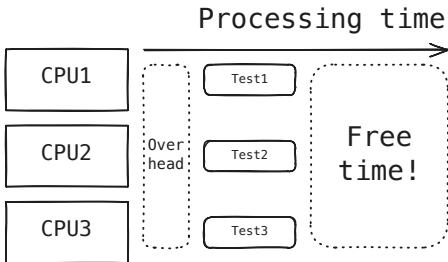 Processing time
CPU1
Test1
CPU2
Over
head
Test2
Free
time!
CPU3
Test3